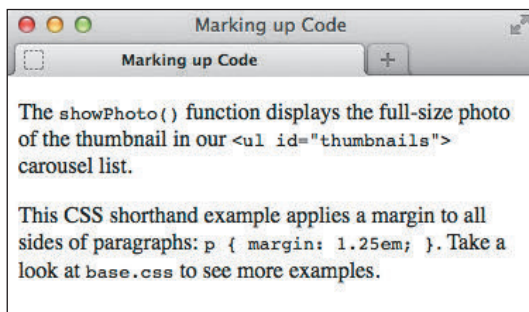 Marking up Code
Marking up Code
The showPhoto() function displays the full-size photo
of the thumbnail in our <ul id="thumbnails">
carousel list.
This CSS shorthand example applies a margin to all
sides of paragraphs: p { margin: 1.25em; }. Take a
look at base.css to see more examples.